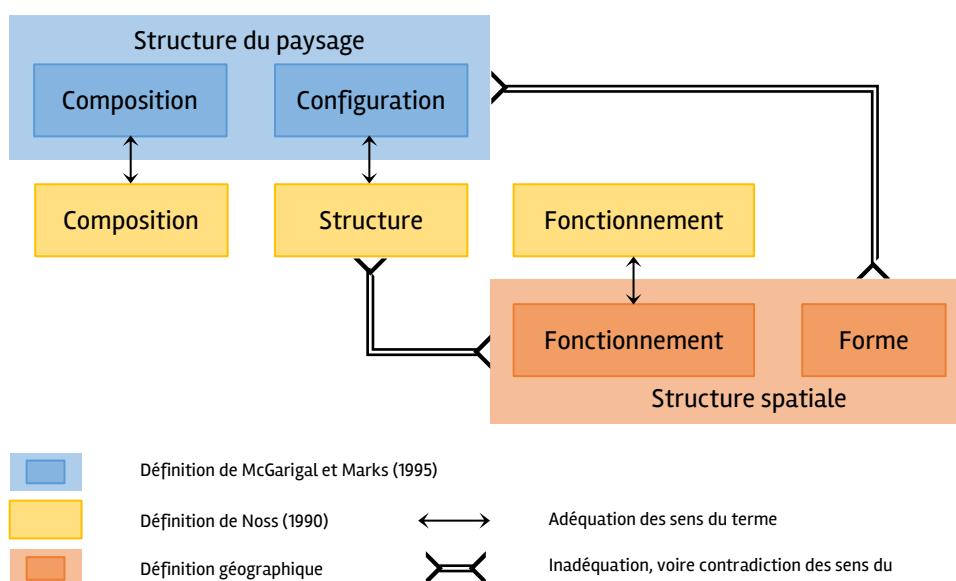 Structure du paysage
Composition
Configuration
Composition
Structure
Fonctionnement
Fonctionnement
Forme
Structure spatiale
Définition de McGarigal et Marks (1995)
Définition de Noss (1990)
Adéquation des sens du terme
Définition géographique
Inadéquation, voire contradiction des sens du